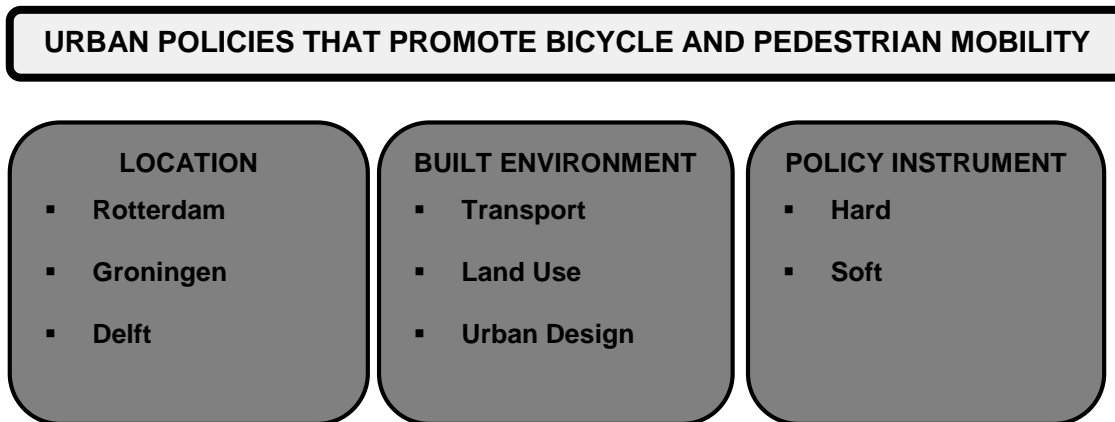 URBAN POLICIES THAT PROMOTE BICYCLE AND PEDESTRIAN MOBILITY
LOCATION
▪ Rotterdam
▪ Groningen
▪ Delft
BUILT ENVIRONMENT
▪ Transport
▪ Land Use
▪ Urban Design
POLICY INSTRUMENT
▪ Hard
▪ Soft